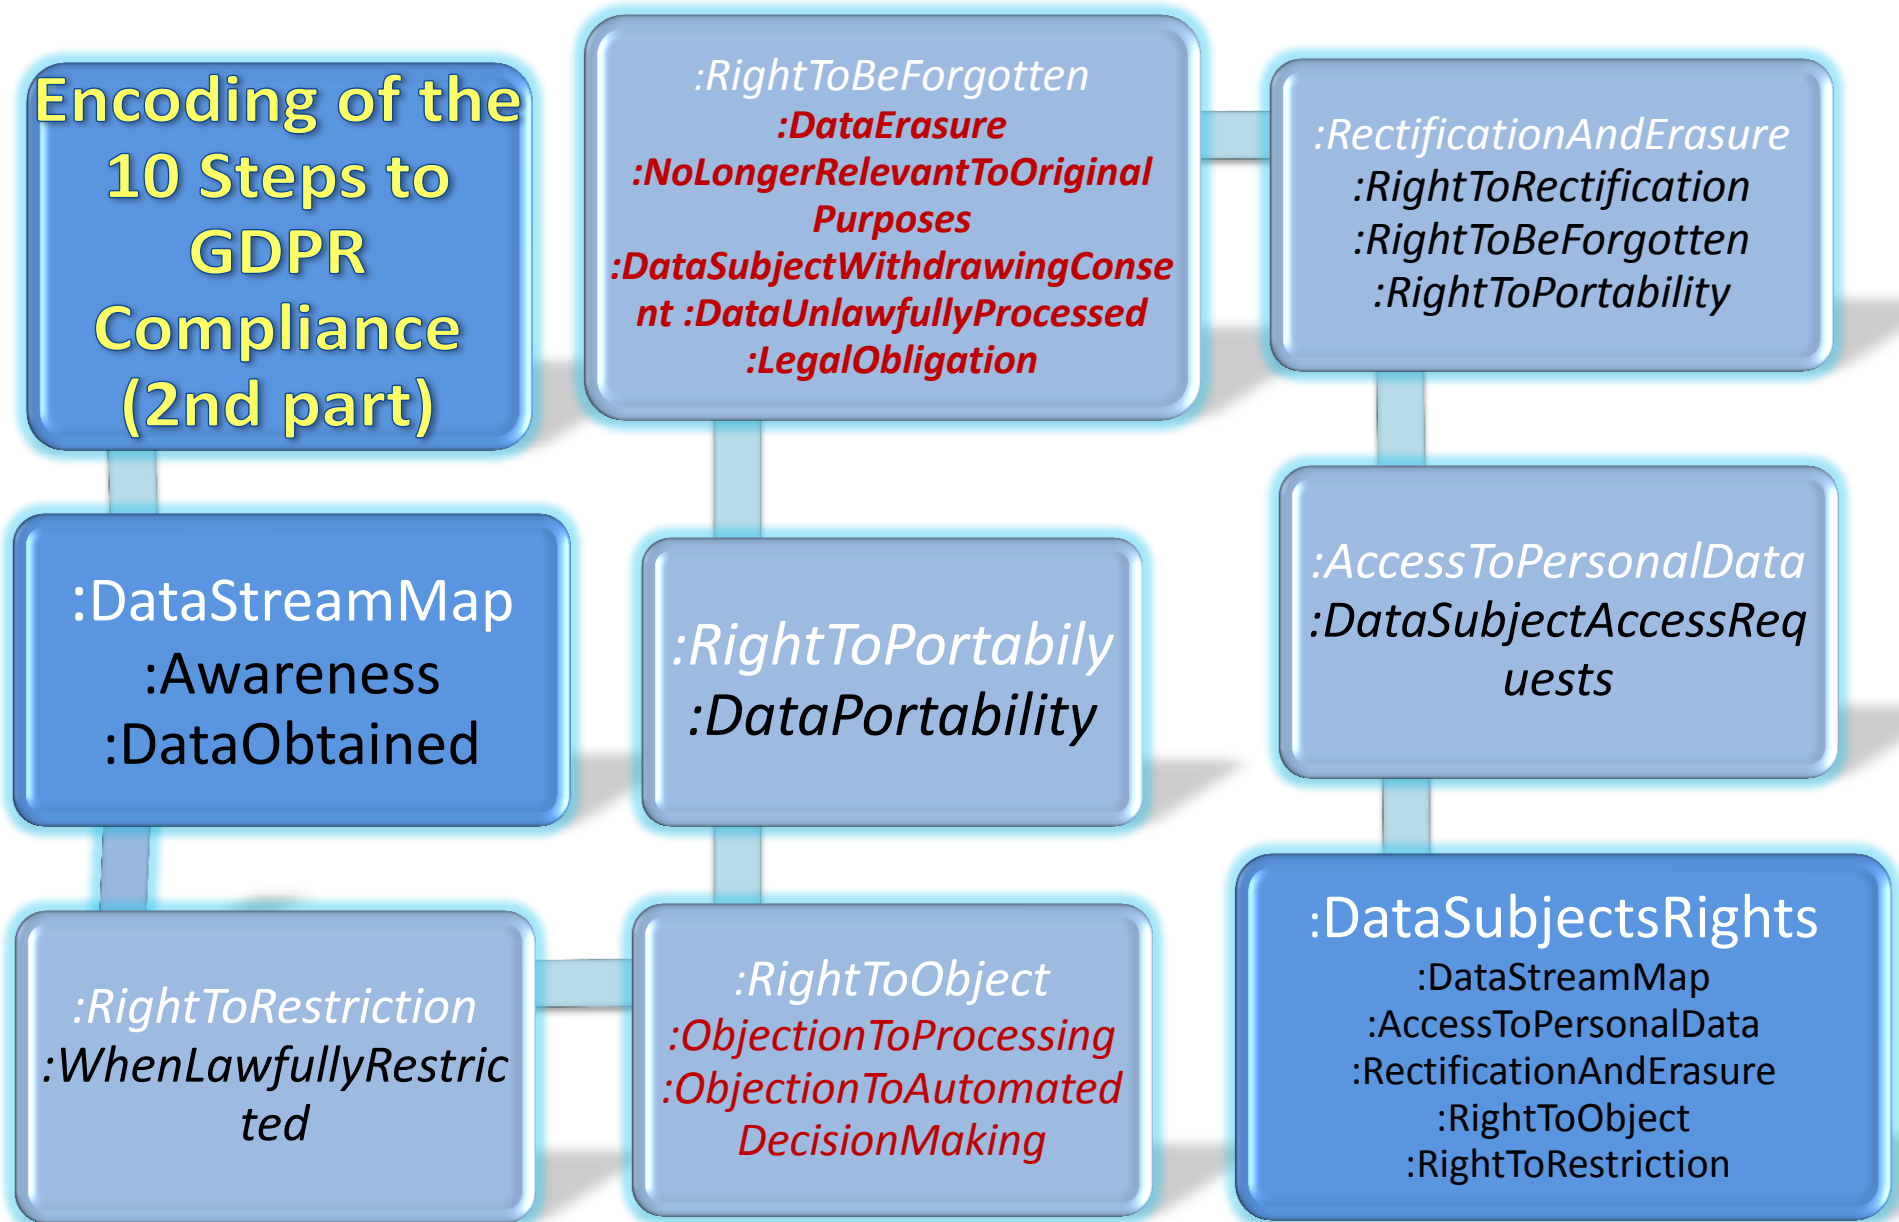 Encoding of the
10 Steps to
GDPR
Compliance
(2nd part)
:DataStreamMap
:Awareness
:DataObtained
:RightToRestriction
:WhenLawfullyRestric
ted
:RightToObject
:ObjectionToProcessing
:ObjectionToAutomated
DecisionMaking
:RightToPortabily
:DataPortability
:RightToBeForgotten
:DataErasure
:NoLongerRelevantToOriginal
Purposes
:DataSubjectWithdrawingConse
nt :DataUnlawfullyProcessed
:LegalObligation
:RectificationAndErasure
:RightToRectification
:RightToBeForgotten
:RightToPortability
:AccessToPersonalData
:DataSubjectAccessReq
uests
:DataSubjectsRights
:DataStreamMap
:AccessToPersonalData
:RectificationAndErasure
:RightToObject
:RightToRestriction